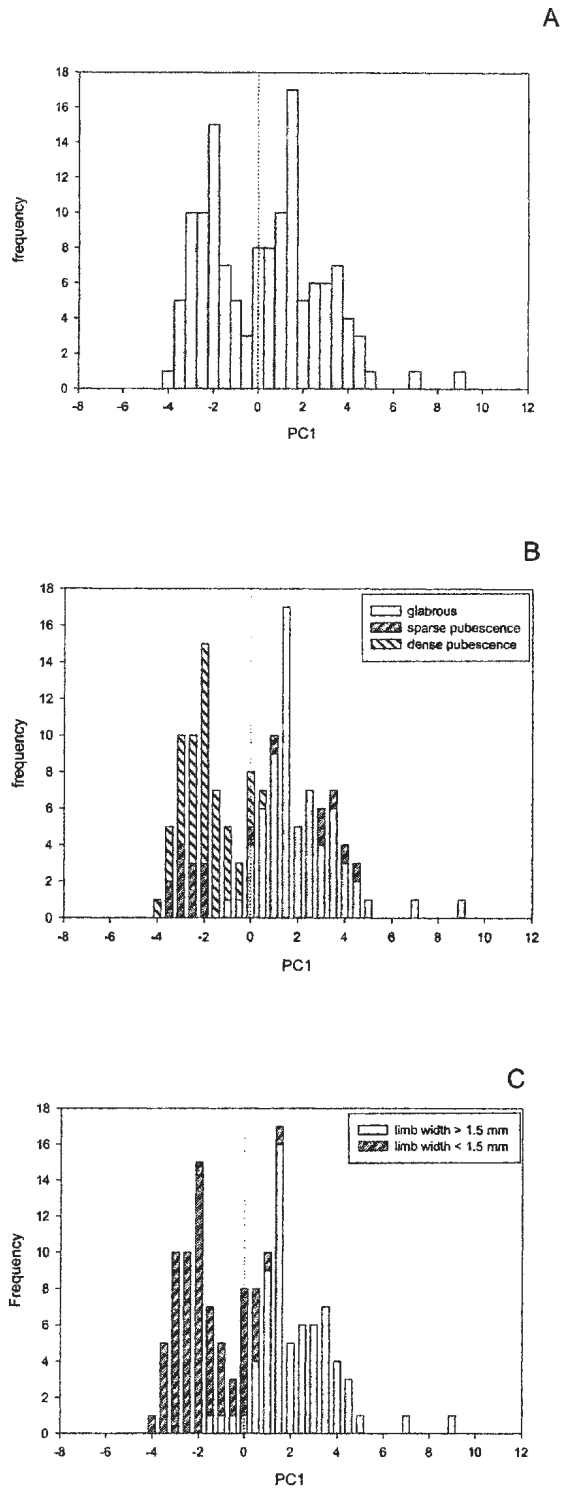 A
18
16
14
12
10
8
6
4
2
0
frequency
-8 -6 -4 -2 0 2 4 6 8 10 12
PC1
B
18
16
14
12
10
8
6
4
2
0
frequency
glabrous
sparse pubescence
dense pubescence
-8 -6 -4 -2 0 2 4 6 8 10 12
PC1
C
18
16
14
12
10
8
6
4
2
0
Frequency
limb width > 1.5 mm
limb width < 1.5 mm
-8 -6 -4 -2 0 2 4 6 8 10 12
PC1